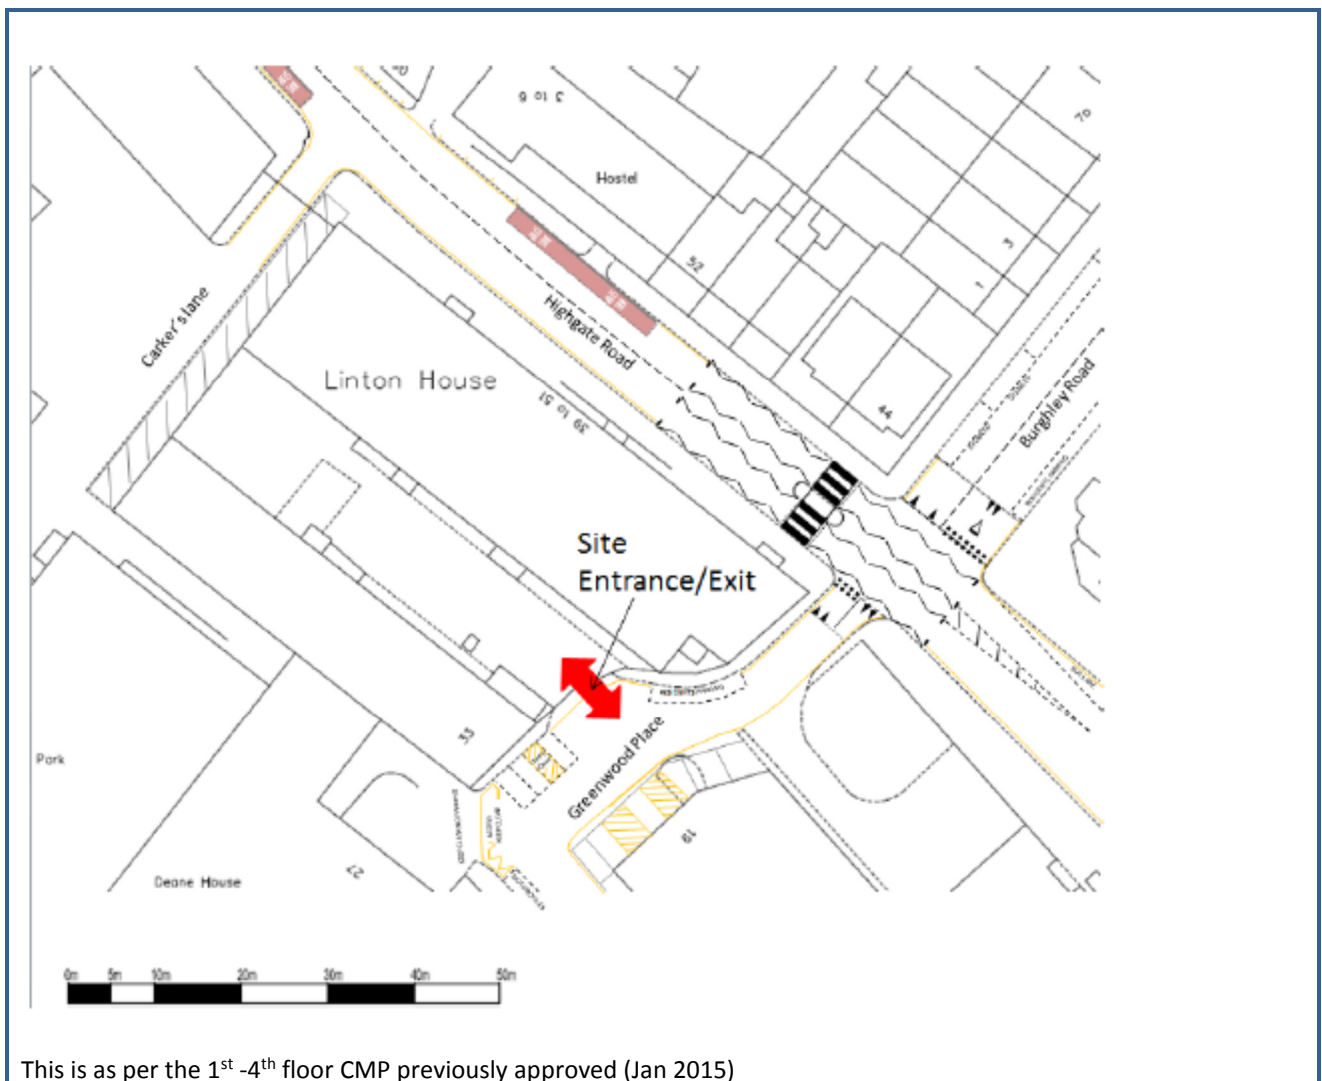 3 to 6
70
Hostel
52
3
1
Highgate Road
Carker's lane
Linton House
39 to 51
44
Burghley Road
Site
Entrance/Exit
33
Greenwood Place
Park
19
27
Deane House
0m 5m 10m 20m 30m 40m 50m
This is as per the 1st -4th floor CMP previously approved (Jan 2015)